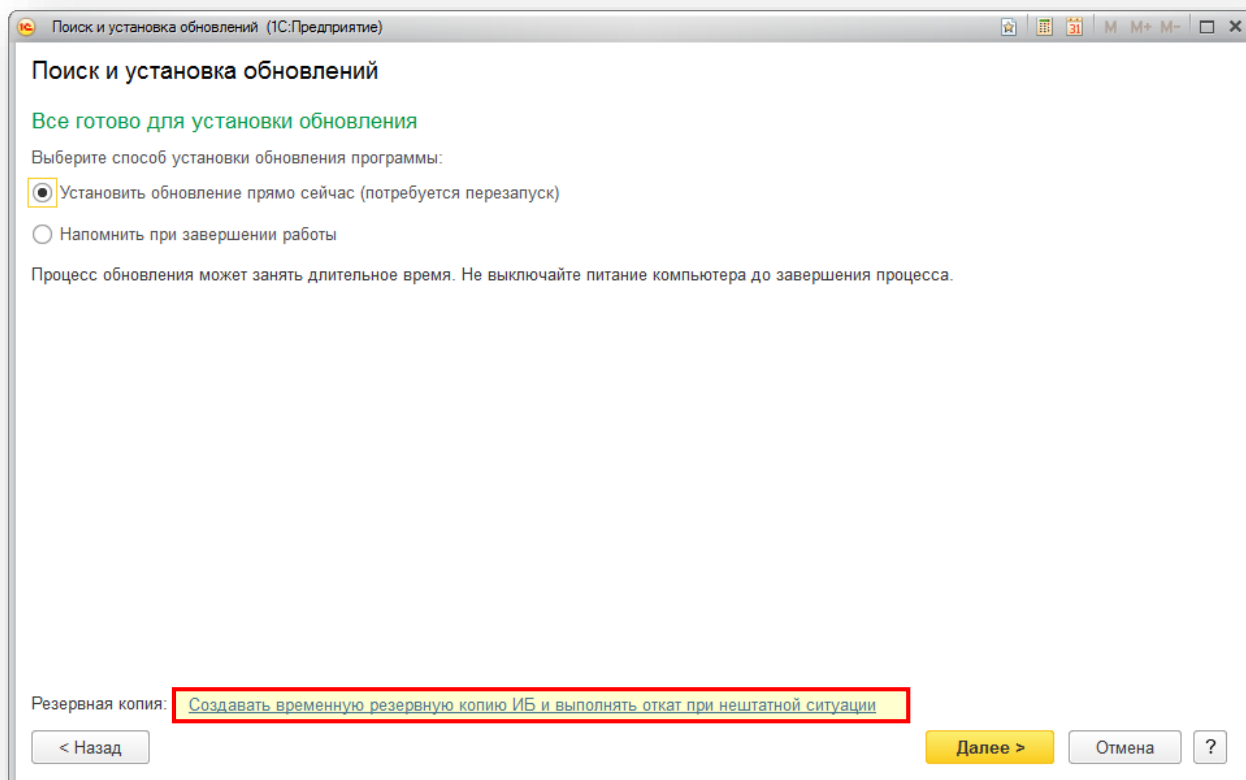 1С Поиск и установка обновлений (1С:Предприятие) 31 M M+ M-
Поиск и установка обновлений
Все готово для установки обновления
Выберите способ установки обновления программы:
Установить обновление прямо сейчас (потребуется перезапуск)
Напомнить при завершении работы
Процесс обновления может занять длительное время. Не выключайте питание компьютера до завершения процесса.
Резервная копия: Создавать временную резервную копию ИБ и выполнять откат при нештатной ситуации
< Назад Далее > Отмена ?